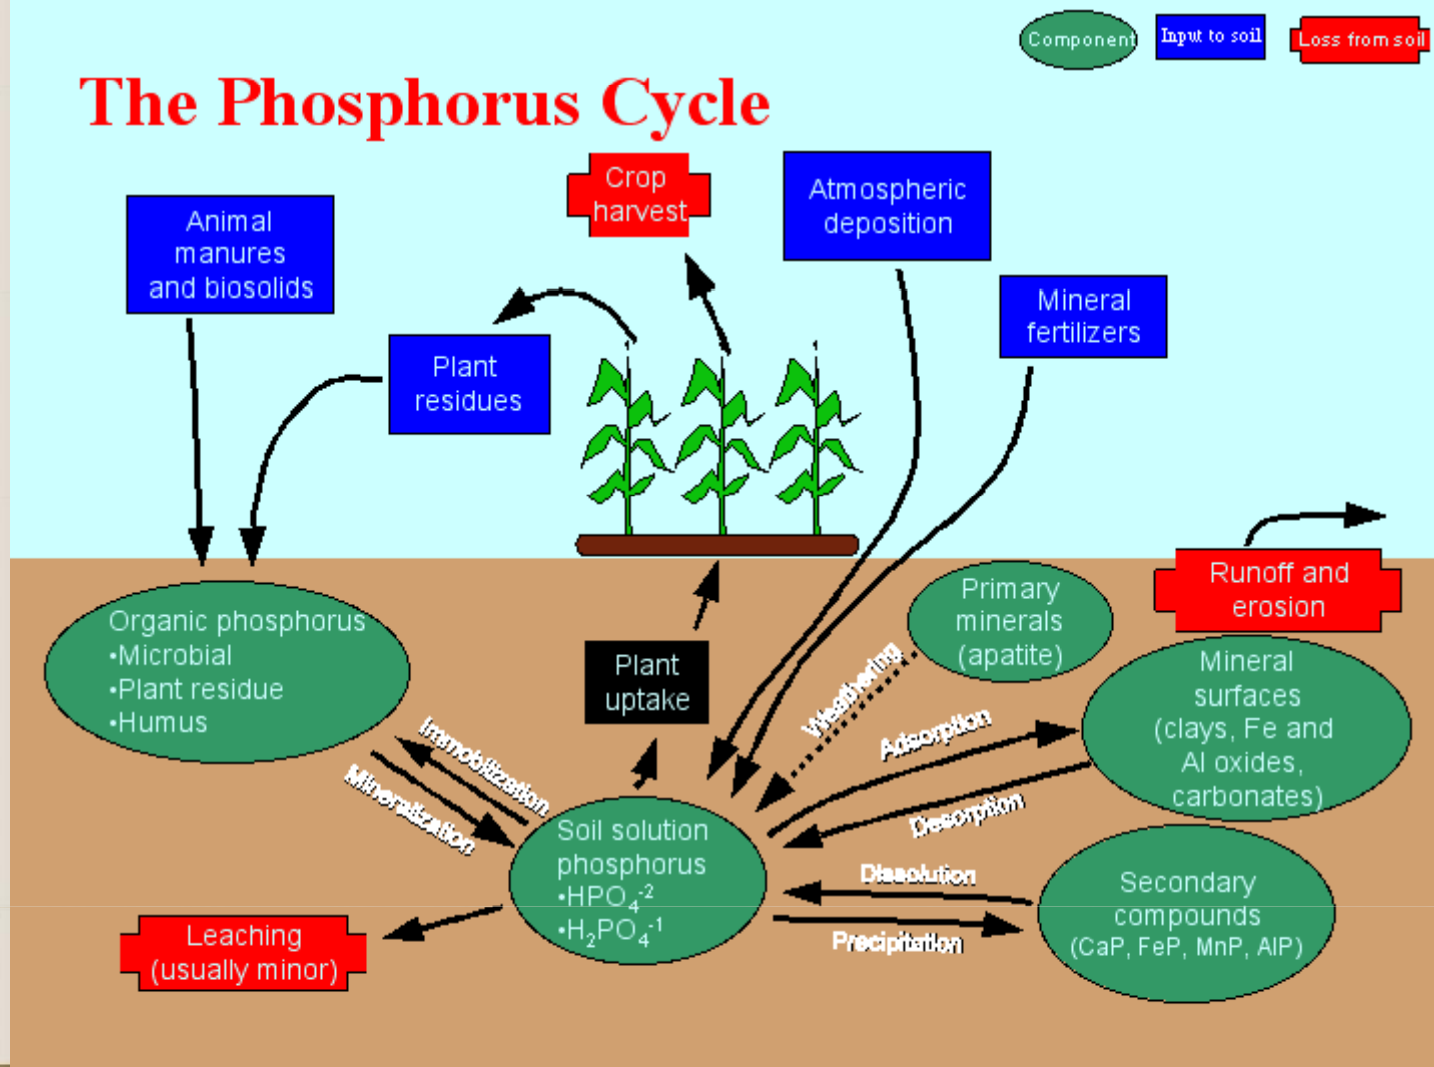 Component
Input to soil
Loss from soil
The Phosphorus Cycle
Crop
harvest
Atmospheric
deposition
Animal
manures
and biosolids
Mineral
fertilizers
Plant
residues
Runoff and
erosion
Primary
minerals
(apatite)
Organic phosphorus
•Microbial
•Plant residue
•Humus
Plant
uptake
Weathering
Mineral
surfaces
(clays, Fe and
Al oxides,
carbonates)
Adsorption
Desorption
Immobilization
Mineralization
Soil solution
phosphorus
•HPO₄⁻²
•H₂PO₄⁻¹
Dissolution
Precipitation
Secondary
compounds
(CaP, FeP, MnP, AlP)
Leaching
(usually minor)